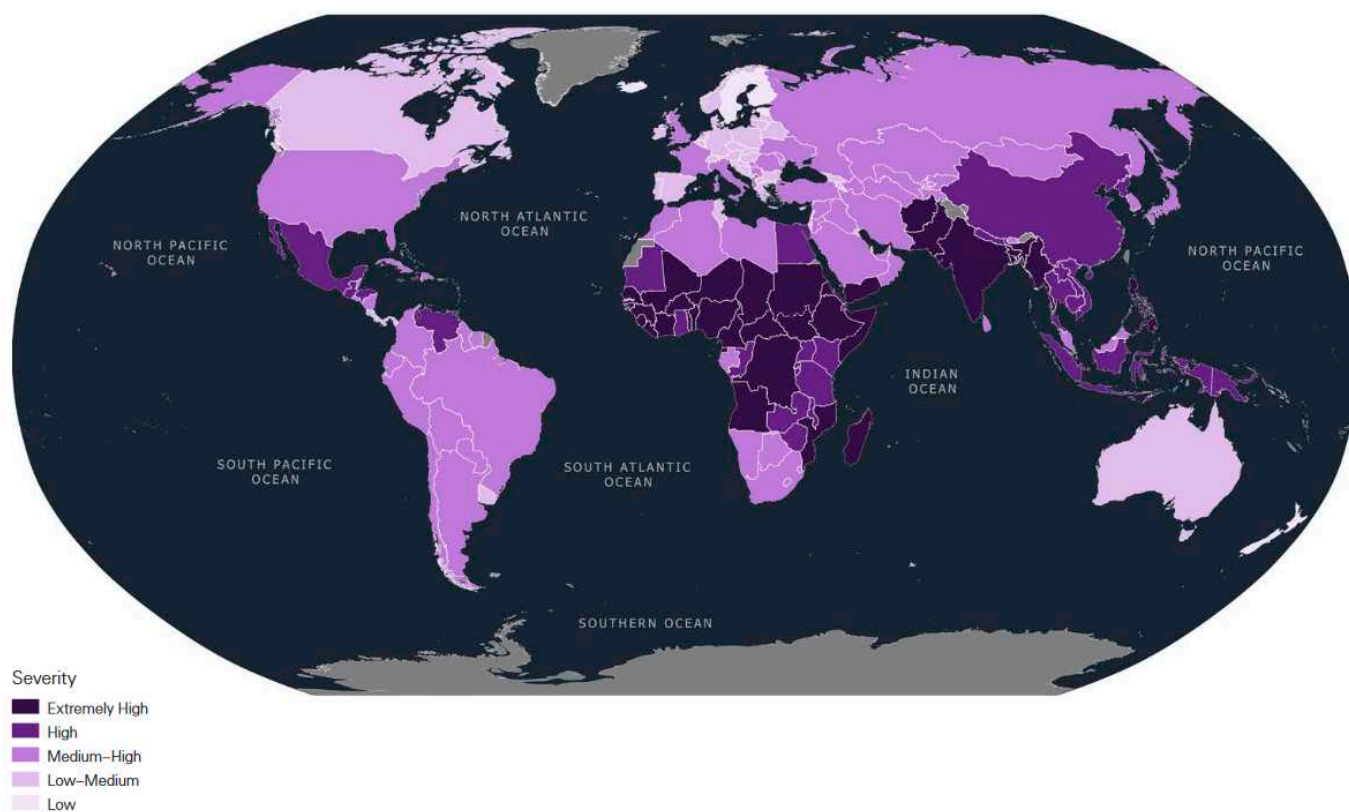 NORTH ATLANTIC
OCEAN
NORTH PACIFIC
OCEAN
NORTH PACIFIC
OCEAN
INDIAN
OCEAN
SOUTH PACIFIC
OCEAN
SOUTH ATLANTIC
OCEAN
SOUTHERN OCEAN
Severity
Extremely High
High
Medium–High
Low–Medium
Low